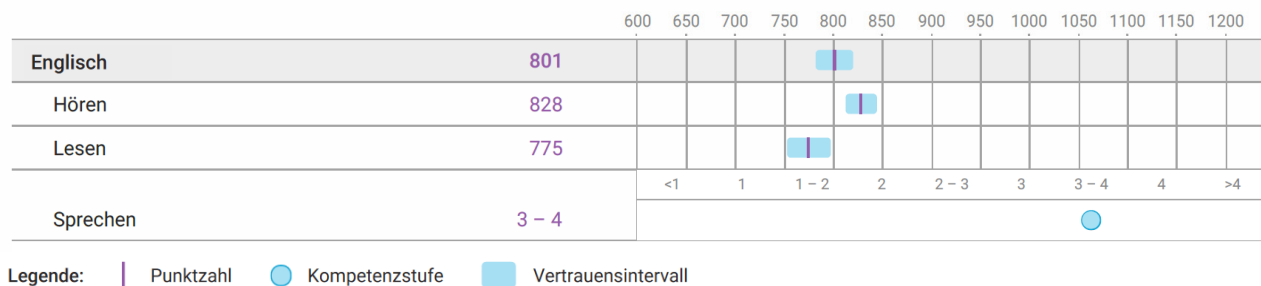 600 650 700 750 800 850 900 950 1000 1050 1100 1150 1200
Englisch 801
Hören 828
Lesen 775
<1 1 1 – 2 2 2 – 3 3 3 – 4 4 >4
Sprechen 3 – 4
Legende: Punktzahl Kompetenzstufe Vertrauensintervall